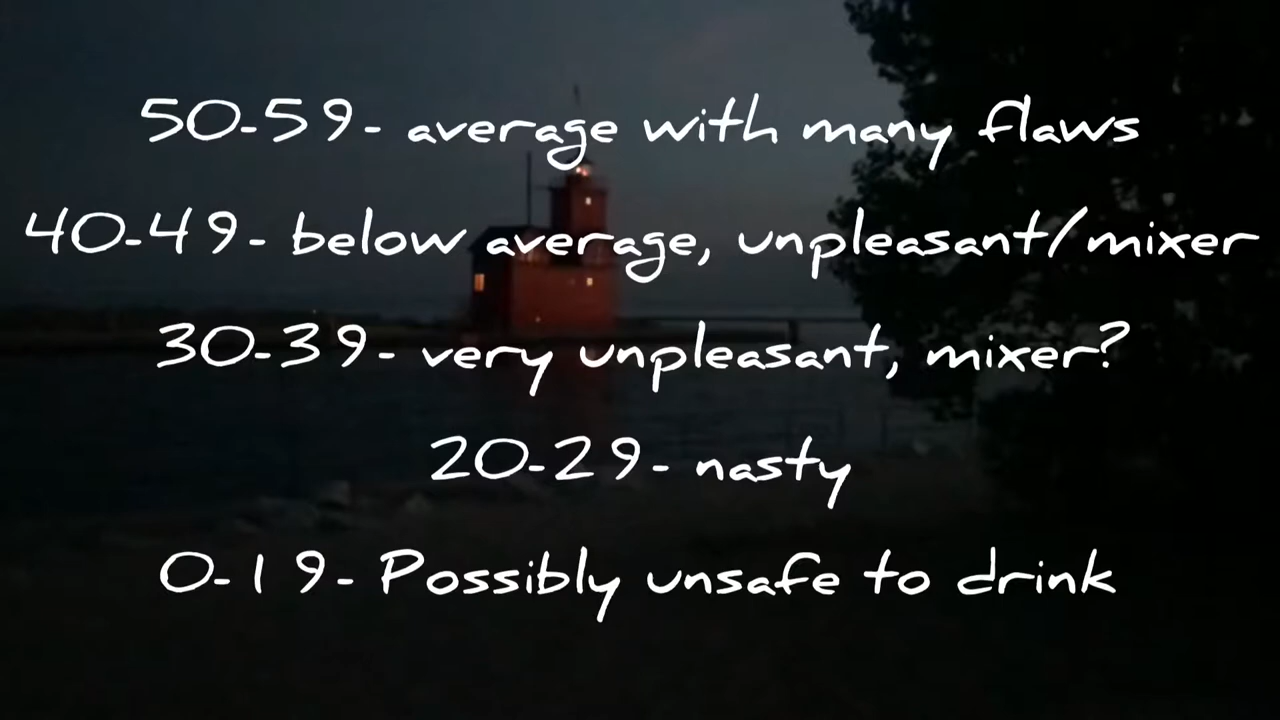 50-59- average with many flaws
40-49- below average, unpleasant/mixer
30-39- very unpleasant, mixer?
20-29- nasty
0-19- Possibly unsafe to drink